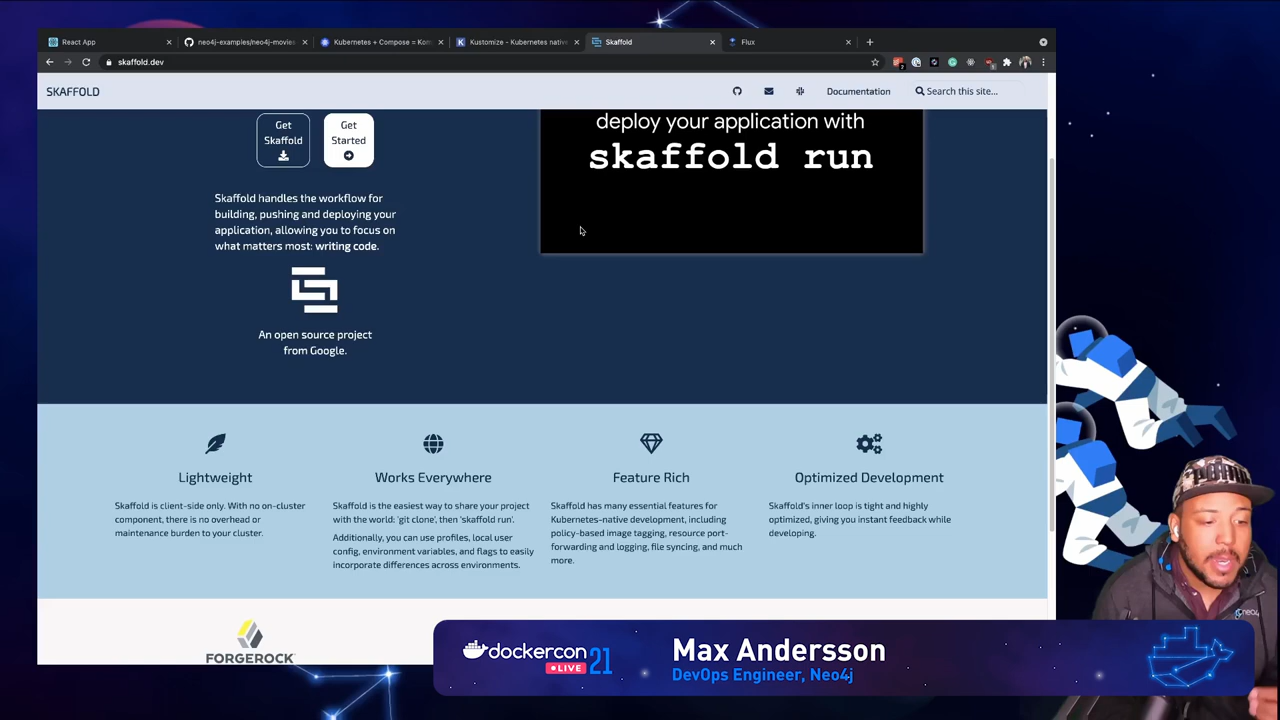 React App
neo4j-examples/neo4j-movies
Kubernetes + Compose = Kom
Kustomize - Kubernetes native
Skaffold
Flux
skaffold.dev
SKAFFOLD
Documentation
Search this site...
Get
Skaffold
Get
Started
deploy your application with
skaffold run
Skaffold handles the workflow for
building, pushing and deploying your
application, allowing you to focus on
what matters most: writing code.
An open source project
from Google.
Lightweight
Skaffold is client-side only. With no on-cluster
component, there is no overhead or
maintenance burden to your cluster.
Works Everywhere
Skaffold is the easiest way to share your project
with the world: 'git clone', then 'skaffold run'.
Additionally, you can use profiles, local user
config, environment variables, and flags to easily
incorporate differences across environments.
Feature Rich
Skaffold has many essential features for
Kubernetes-native development, including
policy-based image tagging, resource port-
forwarding and logging, file syncing, and much
more.
Optimized Development
Skaffold's inner loop is tight and highly
optimized, giving you instant feedback while
developing.
FORGEROCK
neo4j
dockercon
LIVE 21
Max Andersson
DevOps Engineer, Neo4j